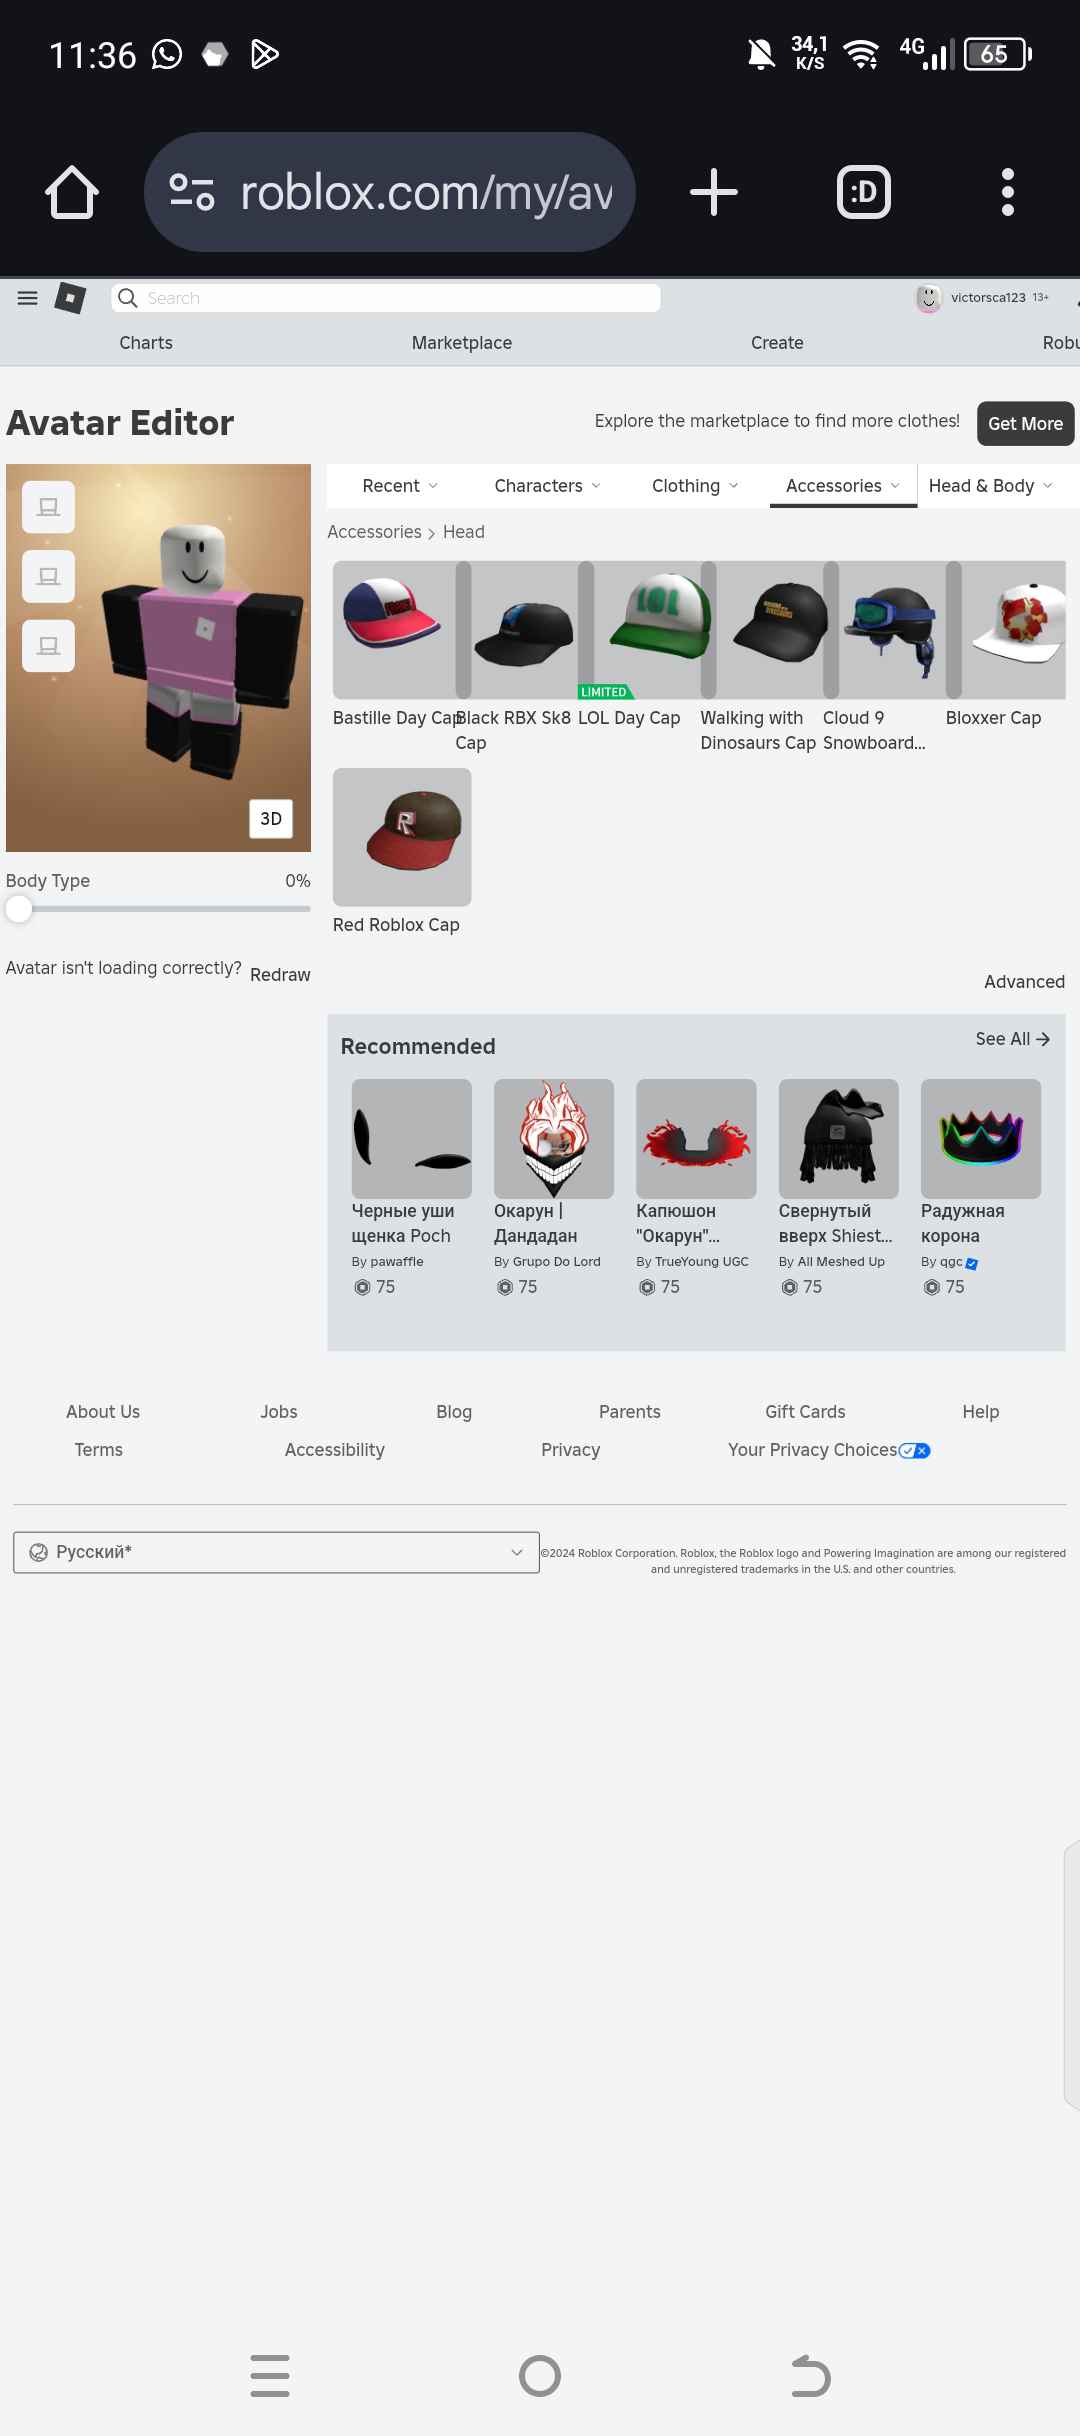 11:36
34,1
K/S
4G
65
roblox.com/my/av
:D
Search
victorsca123 13+
Charts
Marketplace
Create
Robu
Avatar Editor
Explore the marketplace to find more clothes!
Get More
Recent
Characters
Clothing
Accessories
Head & Body
Accessories > Head
101
R
LIMITED
Bastille Day Cap
Black RBX Sk8
Cap
LOL Day Cap
Walking with
Dinosaurs Cap
Cloud 9
Snowboard...
Bloxxer Cap
3D
Body Type
0%
Red Roblox Cap
Avatar isn't loading correctly?
Redraw
Advanced
Recommended
See All →
Черные уши
щенка Poch
By pawaffle
75
Окарун |
Дандадан
By Grupo Do Lord
75
Капюшон
"Окарун"...
By TrueYoung UGC
75
Свернутый
вверх Shiest...
By All Meshed Up
75
Радужная
корона
By qgc
75
About Us
Jobs
Blog
Parents
Gift Cards
Help
Terms
Accessibility
Privacy
Your Privacy Choices
Русский*
©2024 Roblox Corporation. Roblox, the Roblox logo and Powering Imagination are among our registered
and unregistered trademarks in the U.S. and other countries.